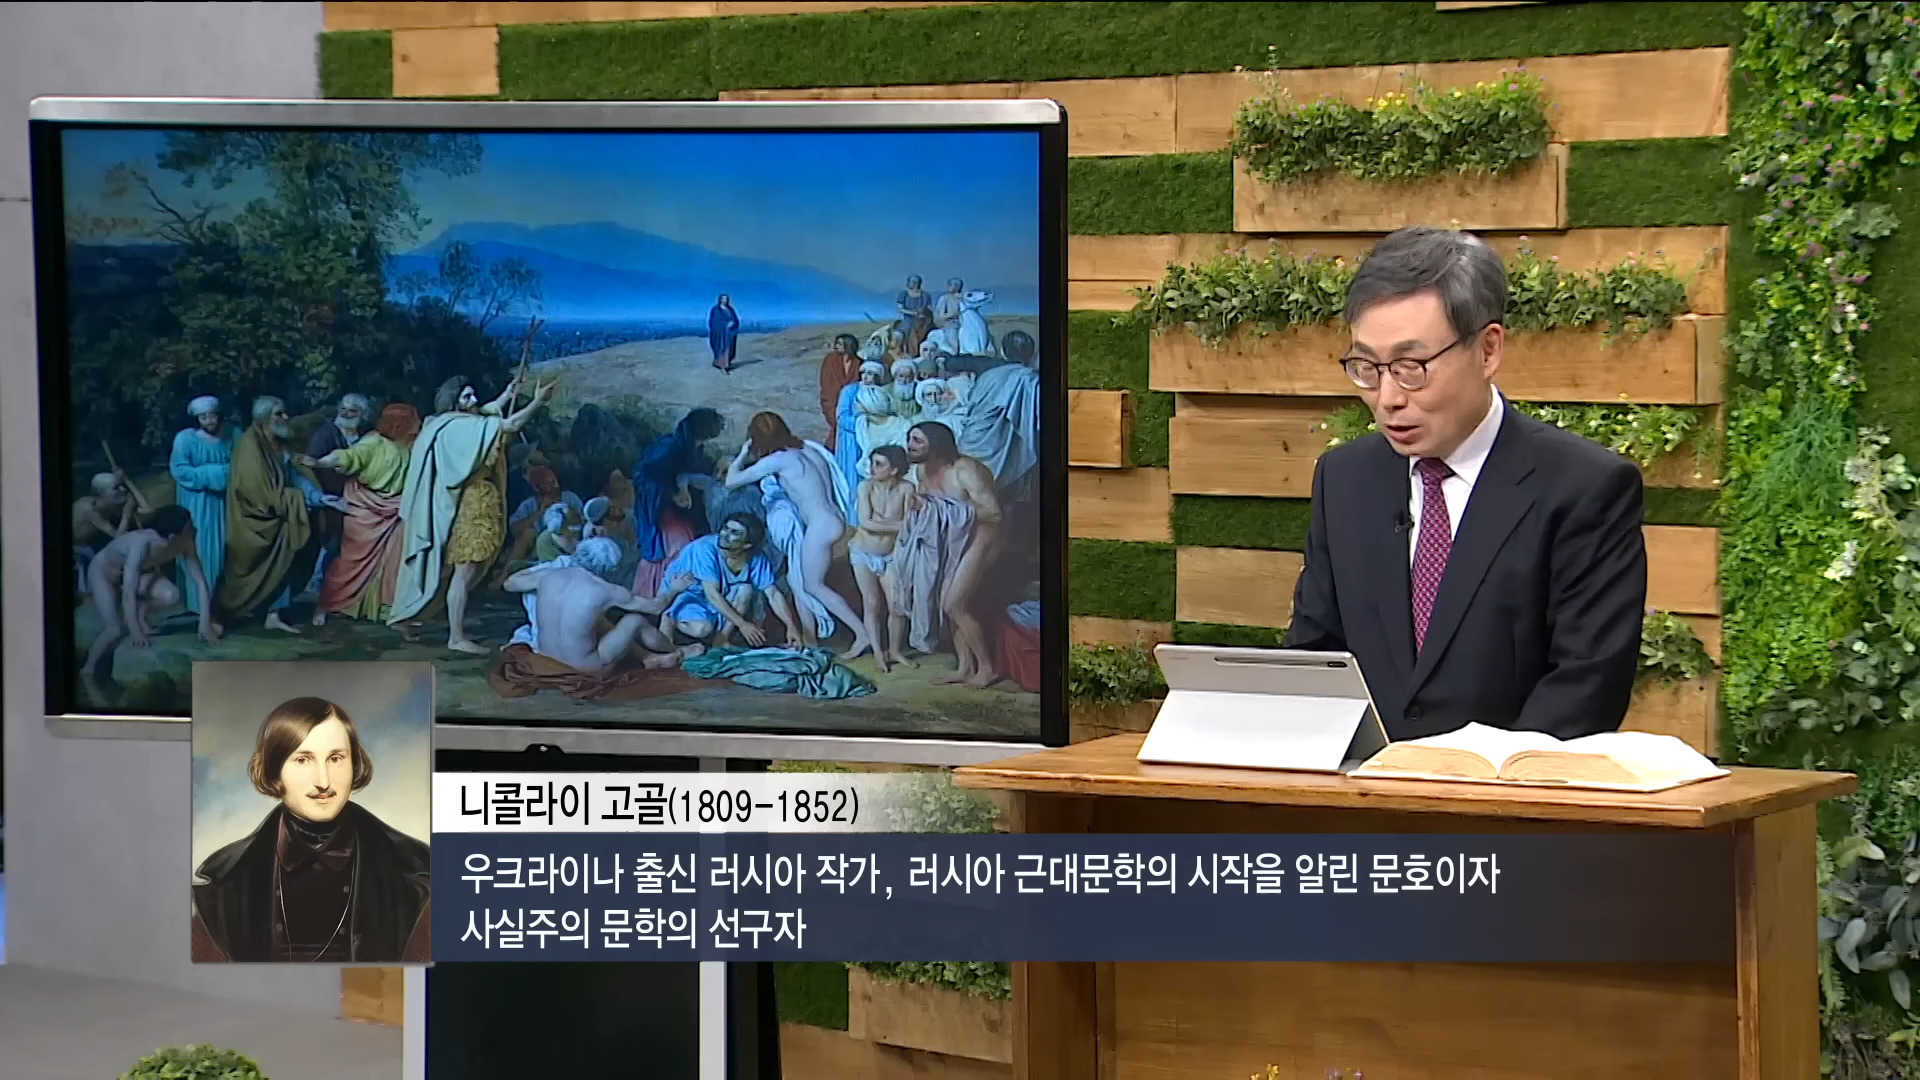 니콜라이 고골(1809-1852)
우크라이나 출신 러시아 작가, 러시아 근대문학의 시작을 알린 문호이자
사실주의 문학의 선구자